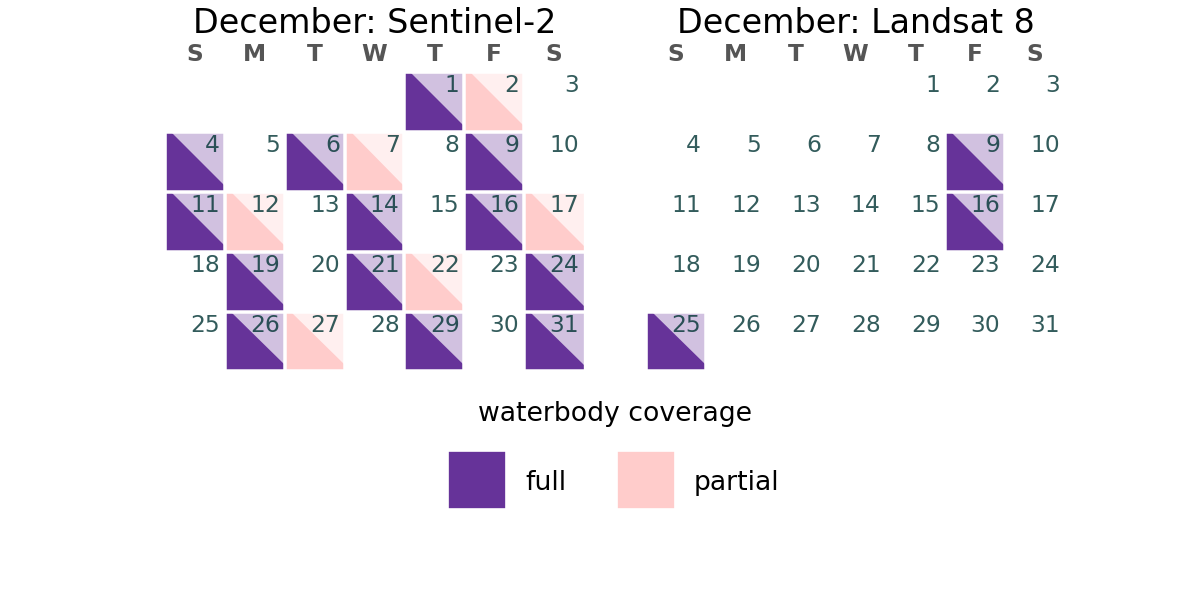 December: Sentinel-2
S M T W T F S
1 2 3
4 5 6 7 8 9 10
11 12 13 14 15 16 17
18 19 20 21 22 23 24
25 26 27 28 29 30 31
December: Landsat 8
S M T W T F S
1 2 3
4 5 6 7 8 9 10
11 12 13 14 15 16 17
18 19 20 21 22 23 24
25 26 27 28 29 30 31
waterbody coverage
full partial